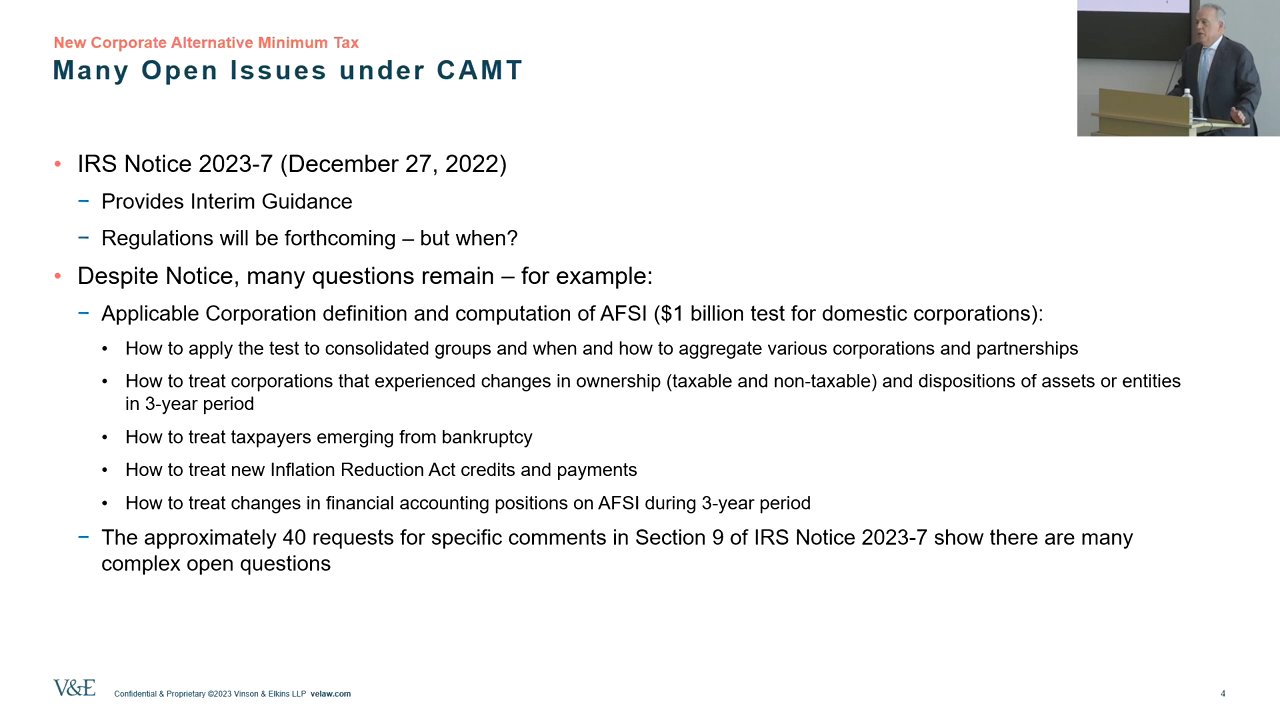 New Corporate Alternative Minimum Tax
Many Open Issues under CAMT
• IRS Notice 2023-7 (December 27, 2022)
− Provides Interim Guidance
− Regulations will be forthcoming – but when?
• Despite Notice, many questions remain – for example:
− Applicable Corporation definition and computation of AFSI ($1 billion test for domestic corporations):
• How to apply the test to consolidated groups and when and how to aggregate various corporations and partnerships
• How to treat corporations that experienced changes in ownership (taxable and non-taxable) and dispositions of assets or entities
in 3-year period
• How to treat taxpayers emerging from bankruptcy
• How to treat new Inflation Reduction Act credits and payments
• How to treat changes in financial accounting positions on AFSI during 3-year period
− The approximately 40 requests for specific comments in Section 9 of IRS Notice 2023-7 show there are many
complex open questions
V&E Confidential & Proprietary ©2023 Vinson & Elkins LLP velaw.com 4